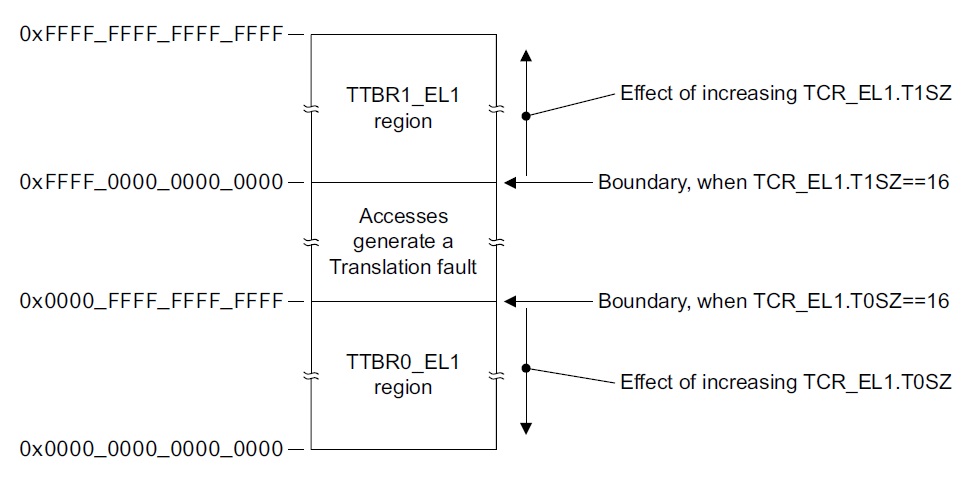 0xFFFF_FFFF_FFFF_FFFF
TTBR1_EL1
region
Effect of increasing TCR_EL1.T1SZ
0xFFFF_0000_0000_0000
Boundary, when TCR_EL1.T1SZ==16
Accesses
generate a
Translation fault
0x0000_FFFF_FFFF_FFFF
Boundary, when TCR_EL1.T0SZ==16
TTBR0_EL1
region
Effect of increasing TCR_EL1.T0SZ
0x0000_0000_0000_0000